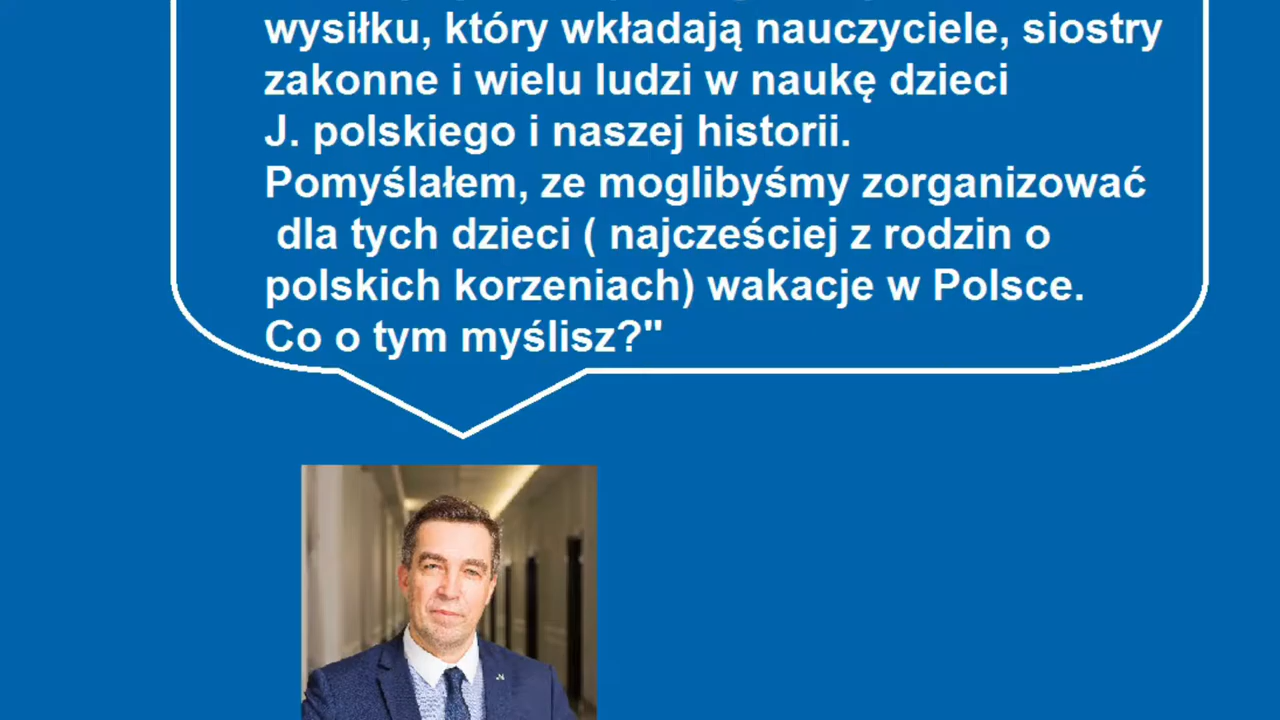 wysiłku, który wkładają nauczyciele, siostry
zakonne i wielu ludzi w naukę dzieci
J. polskiego i naszej historii.
Pomyślałem, ze moglibyśmy zorganizować
dla tych dzieci ( najcześciej z rodzin o
polskich korzeniach) wakacje w Polsce.
Co o tym myślisz?"